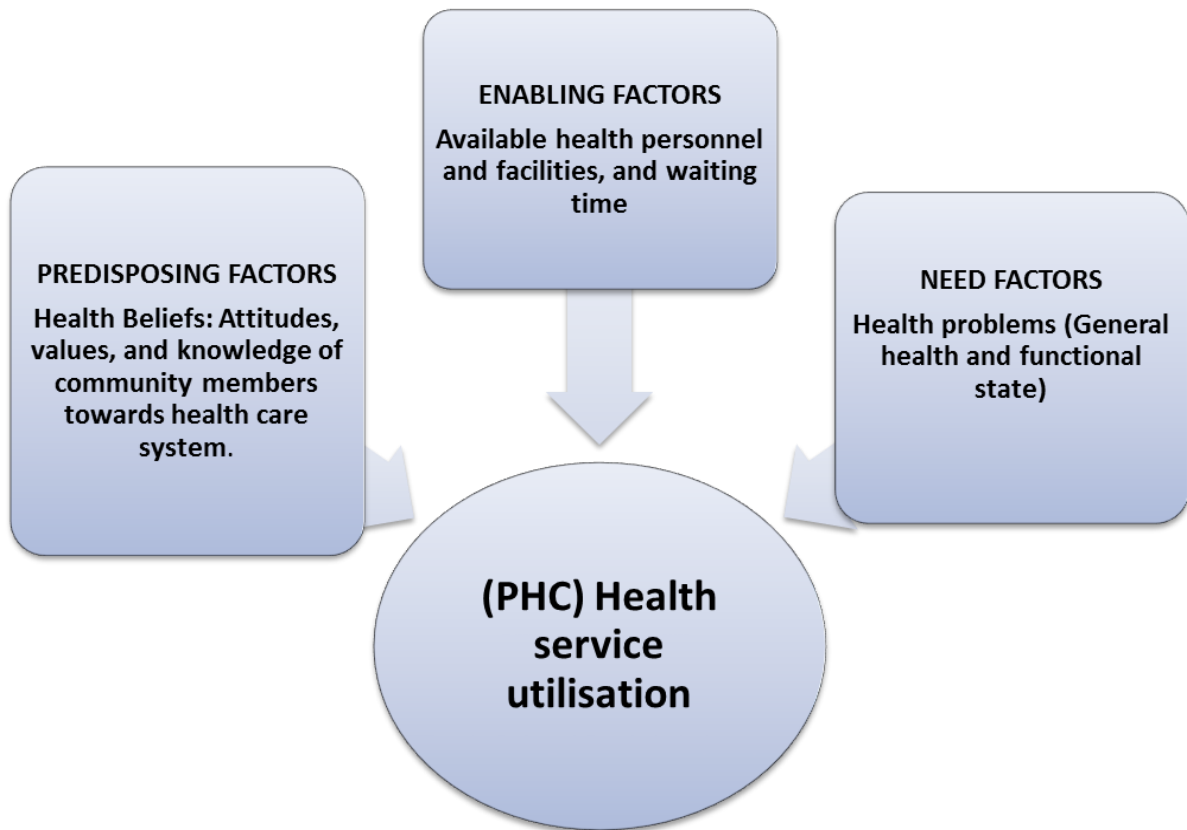 ENABLING FACTORS
Available health personnel
and facilities, and waiting
time
PREDISPOSING FACTORS
Health Beliefs: Attitudes,
values, and knowledge of
community members
towards health care
system.
NEED FACTORS
Health problems (General
health and functional
state)
(PHC) Health
service
utilisation